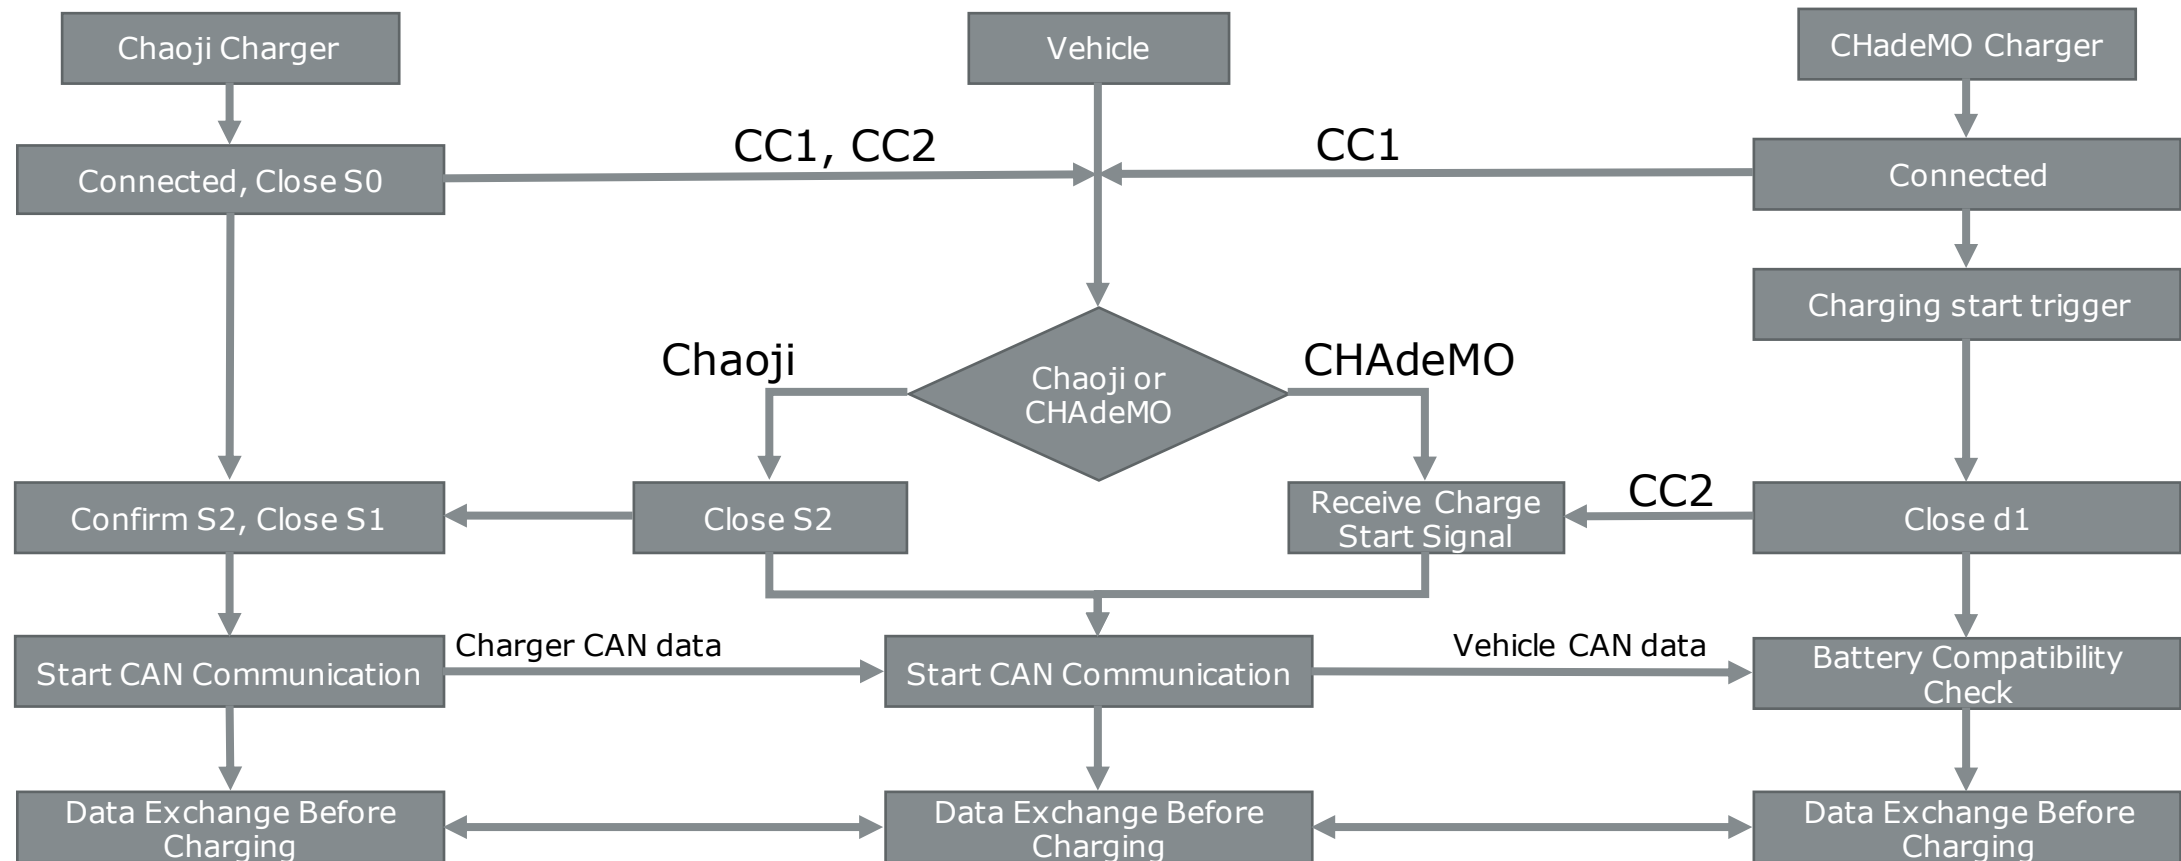 Chaoji Charger
Vehicle
CHadeMO Charger
CC1, CC2
CC1
Connected, Close S0
Connected
Charging start trigger
Chaoji
CHAdeMO
Chaoji or
CHAdeMO
Confirm S2, Close S1
Close S2
Receive Charge
Start Signal
CC2
Close d1
Start CAN Communication
Charger CAN data
Start CAN Communication
Vehicle CAN data
Battery Compatibility
Check
Data Exchange Before
Charging
Data Exchange Before
Charging
Data Exchange Before
Charging